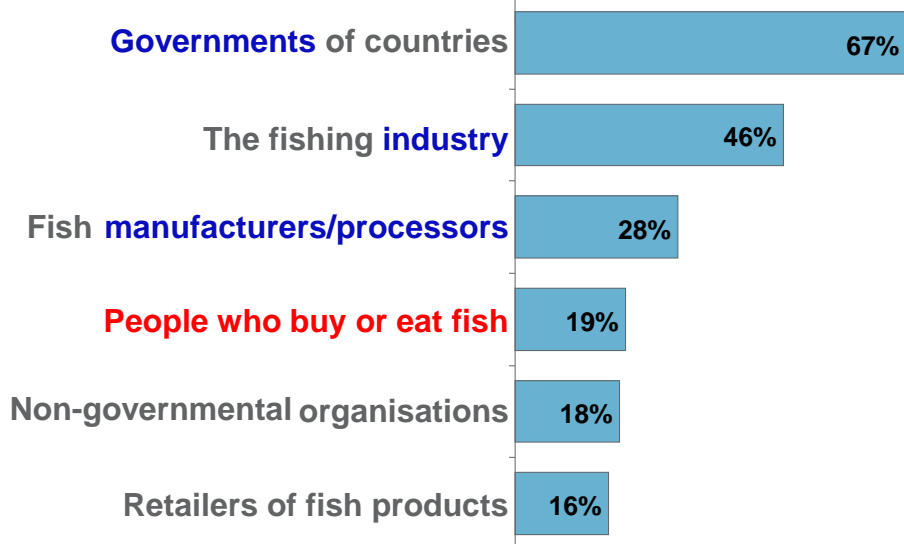 Governments of countries 67%
The fishing industry 46%
Fish manufacturers/processors 28%
People who buy or eat fish 19%
Non-governmental organisations 18%
Retailers of fish products 16%